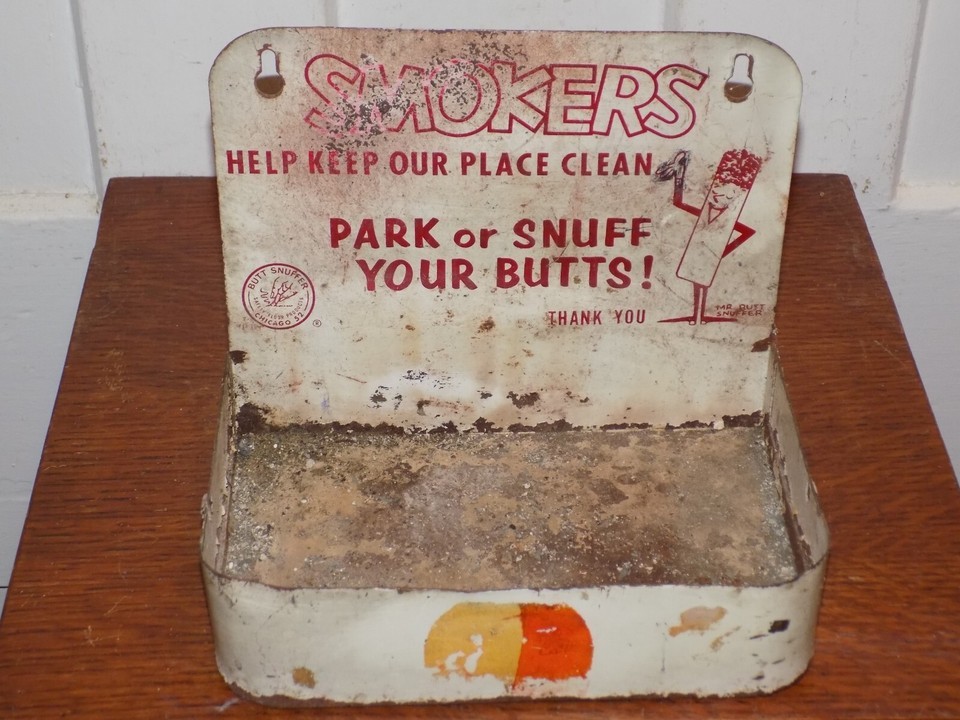 SMOKERS
HELP KEEP OUR PLACE CLEAN
PARK or SNUFF
YOUR BUTTS!
THANK YOU
MR. BUTT
SNUFFER
BUTT SNUFFER
CHICAGO 52
®